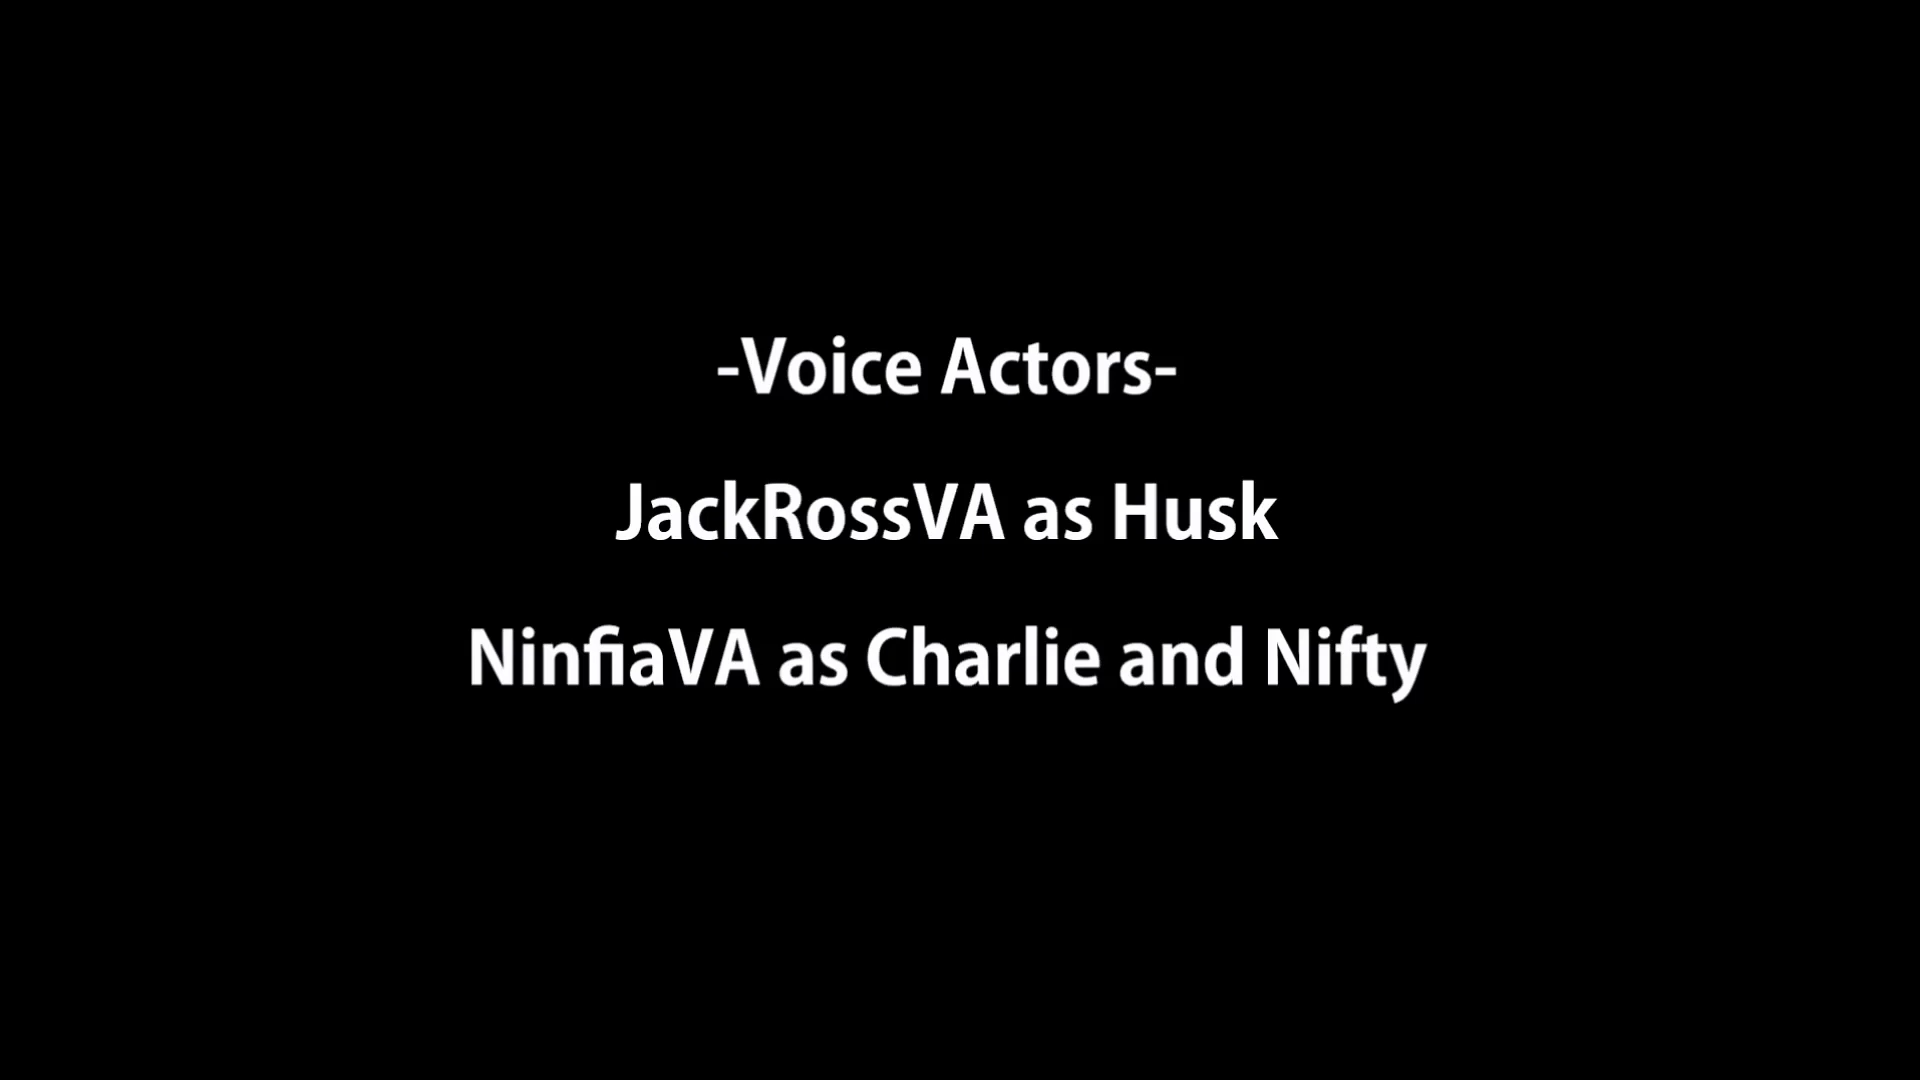 -Voice Actors-
JackRossVA as Husk
NinfiaVA as Charlie and Nifty